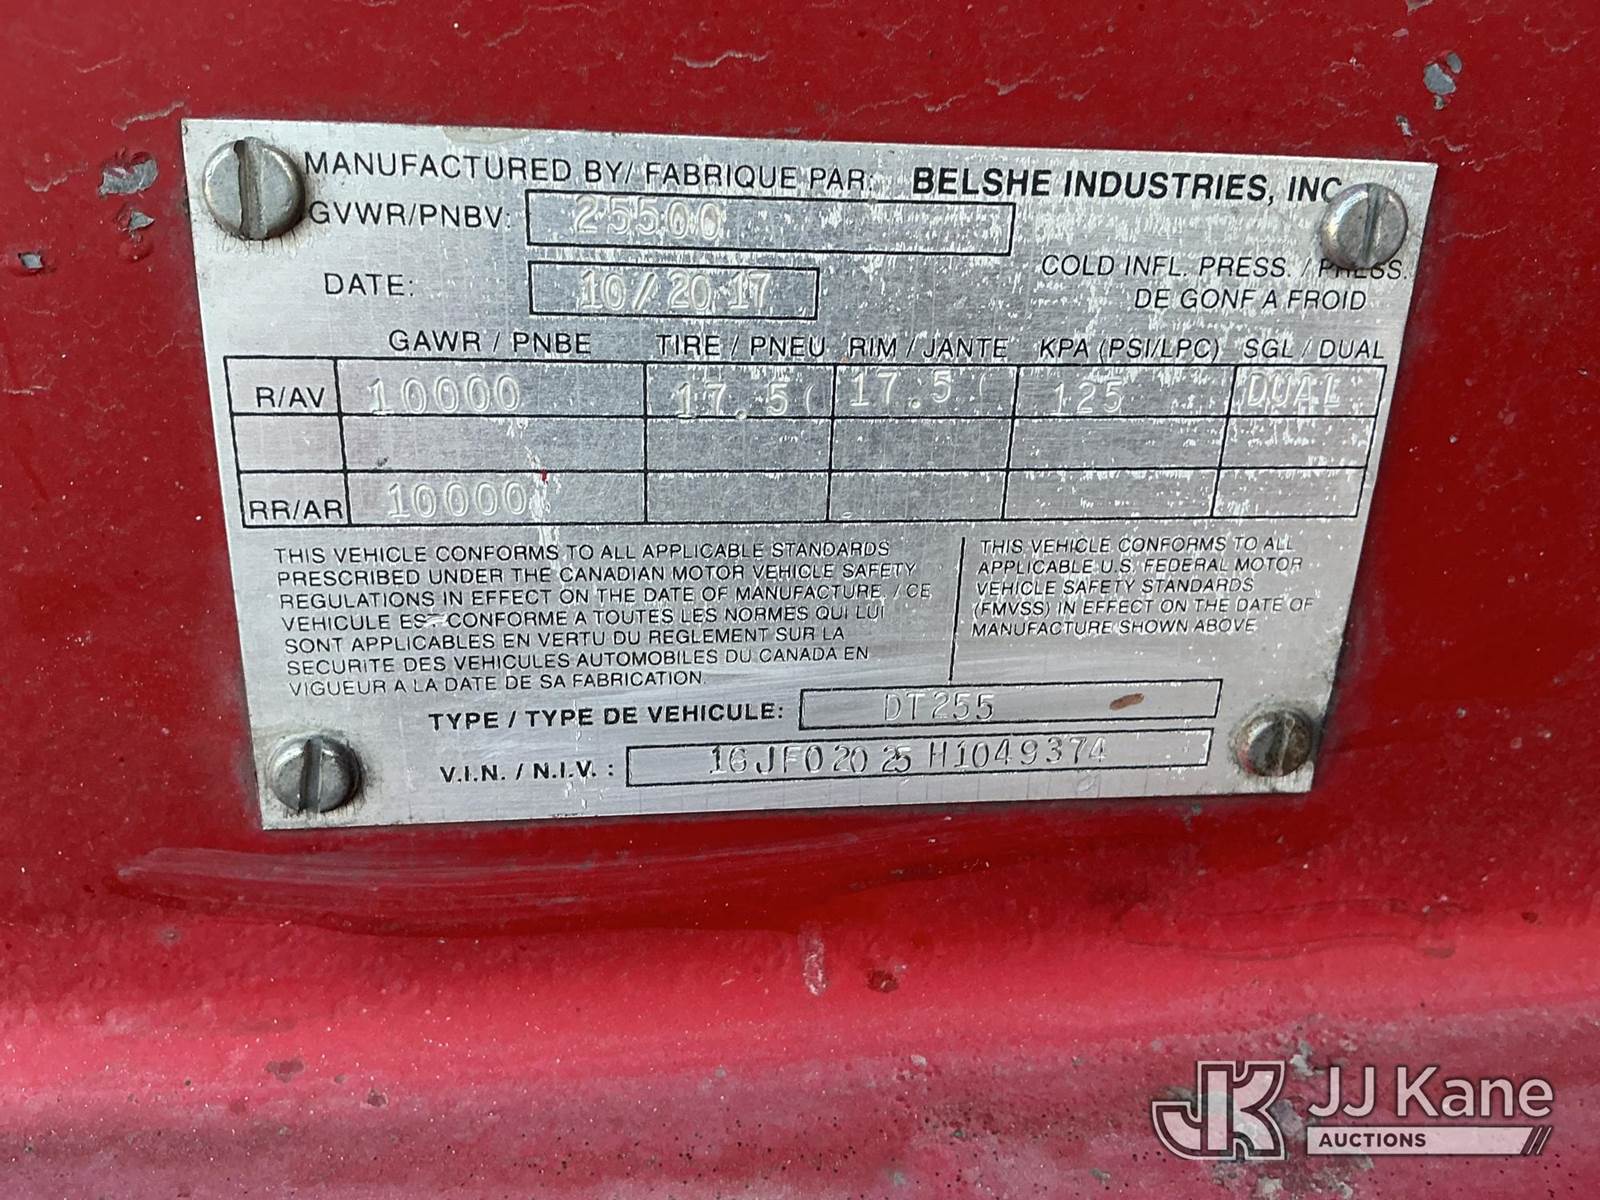 MANUFACTURED BY/ FABRIQUE PAR: BELSHE INDUSTRIES, INC
GVWR/PNBV: 25500
DATE: 10/2017
COLD INFL. PRESS. / PRESS.
DE GONF A FROID
GAWR / PNBE TIRE / PNEU RIM / JANTE KPA (PSI/LPC) SGL / DUAL
R/AV 10000 17.5( 17.5( 125 DUAL
RR/AR 10000
THIS VEHICLE CONFORMS TO ALL APPLICABLE STANDARDS
PRESCRIBED UNDER THE CANADIAN MOTOR VEHICLE SAFETY
REGULATIONS IN EFFECT ON THE DATE OF MANUFACTURE. / CE
VEHICULE EST CONFORME A TOUTES LES NORMES QUI LUI
SONT APPLICABLES EN VERTU DU REGLEMENT SUR LA
SECURITE DES VEHICULES AUTOMOBILES DU CANADA EN
VIGUEUR A LA DATE DE SA FABRICATION.
THIS VEHICLE CONFORMS TO ALL
APPLICABLE U.S. FEDERAL MOTOR
VEHICLE SAFETY STANDARDS
(FMVSS) IN EFFECT ON THE DATE OF
MANUFACTURE SHOWN ABOVE
TYPE / TYPE DE VEHICULE: DT255
V.I.N. / N.I.V. : 16JF02025H1049374
JK JJ Kane
AUCTIONS